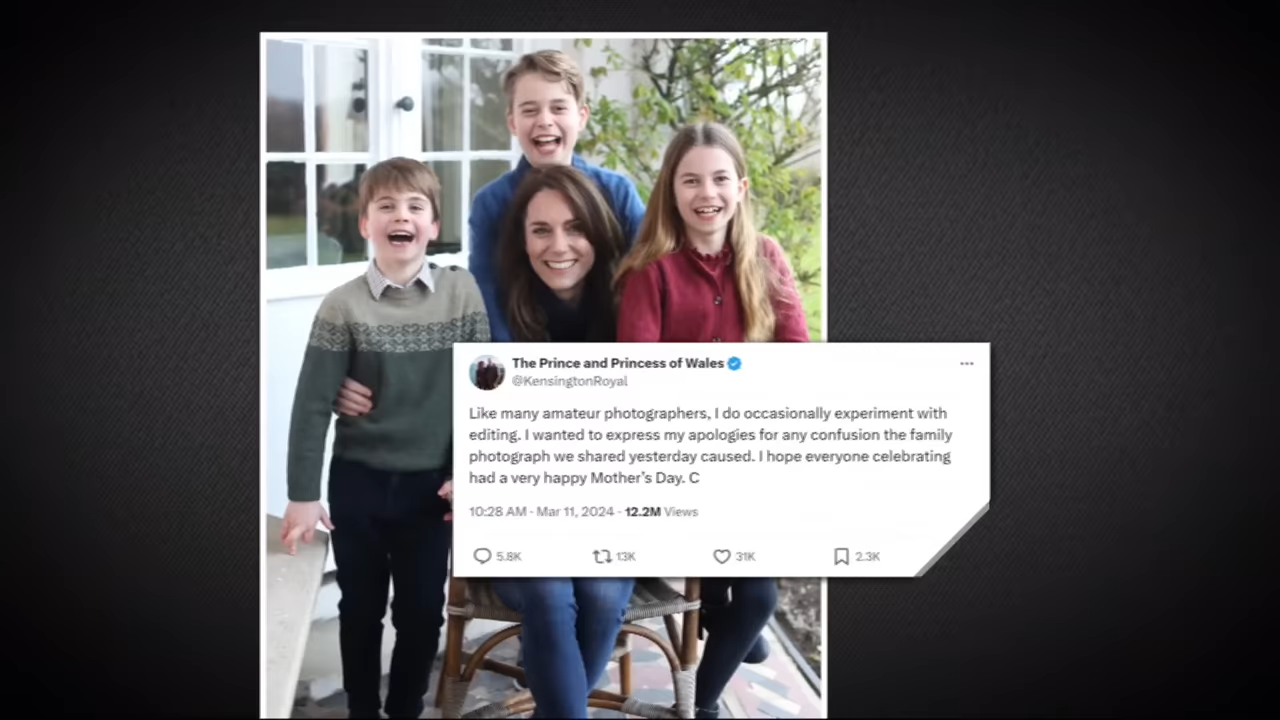 The Prince and Princess of Wales
@KensingtonRoyal
Like many amateur photographers, I do occasionally experiment with
editing. I wanted to express my apologies for any confusion the family
photograph we shared yesterday caused. I hope everyone celebrating
had a very happy Mother's Day. C
10:28 AM · Mar 11, 2024 · 12.2M Views
5.8K 13K 31K 2.3K